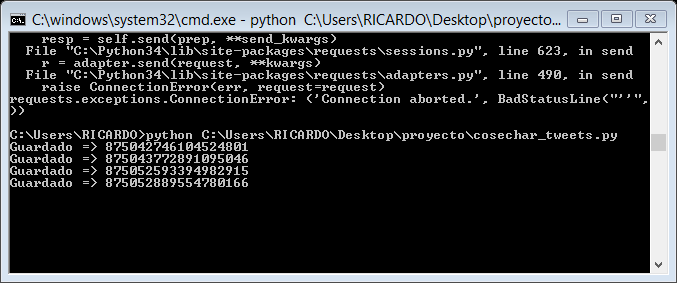 C:\windows\system32\cmd.exe - python  C:\Users\RICARDO\Desktop\proyecto...
    resp = self.send(prep, **send_kwargs)
  File "C:\Python34\lib\site-packages\requests\sessions.py", line 623, in send
    r = adapter.send(request, **kwargs)
  File "C:\Python34\lib\site-packages\requests\adapters.py", line 490, in send
    raise ConnectionError(err, request=request)
requests.exceptions.ConnectionError: ('Connection aborted.', BadStatusLine("''",
))
C:\Users\RICARDO>python C:\Users\RICARDO\Desktop\proyecto\cosechar_tweets.py
Guardado => 875042746104524801
Guardado => 875043772891095046
Guardado => 875052593394982915
Guardado => 875052889554780166